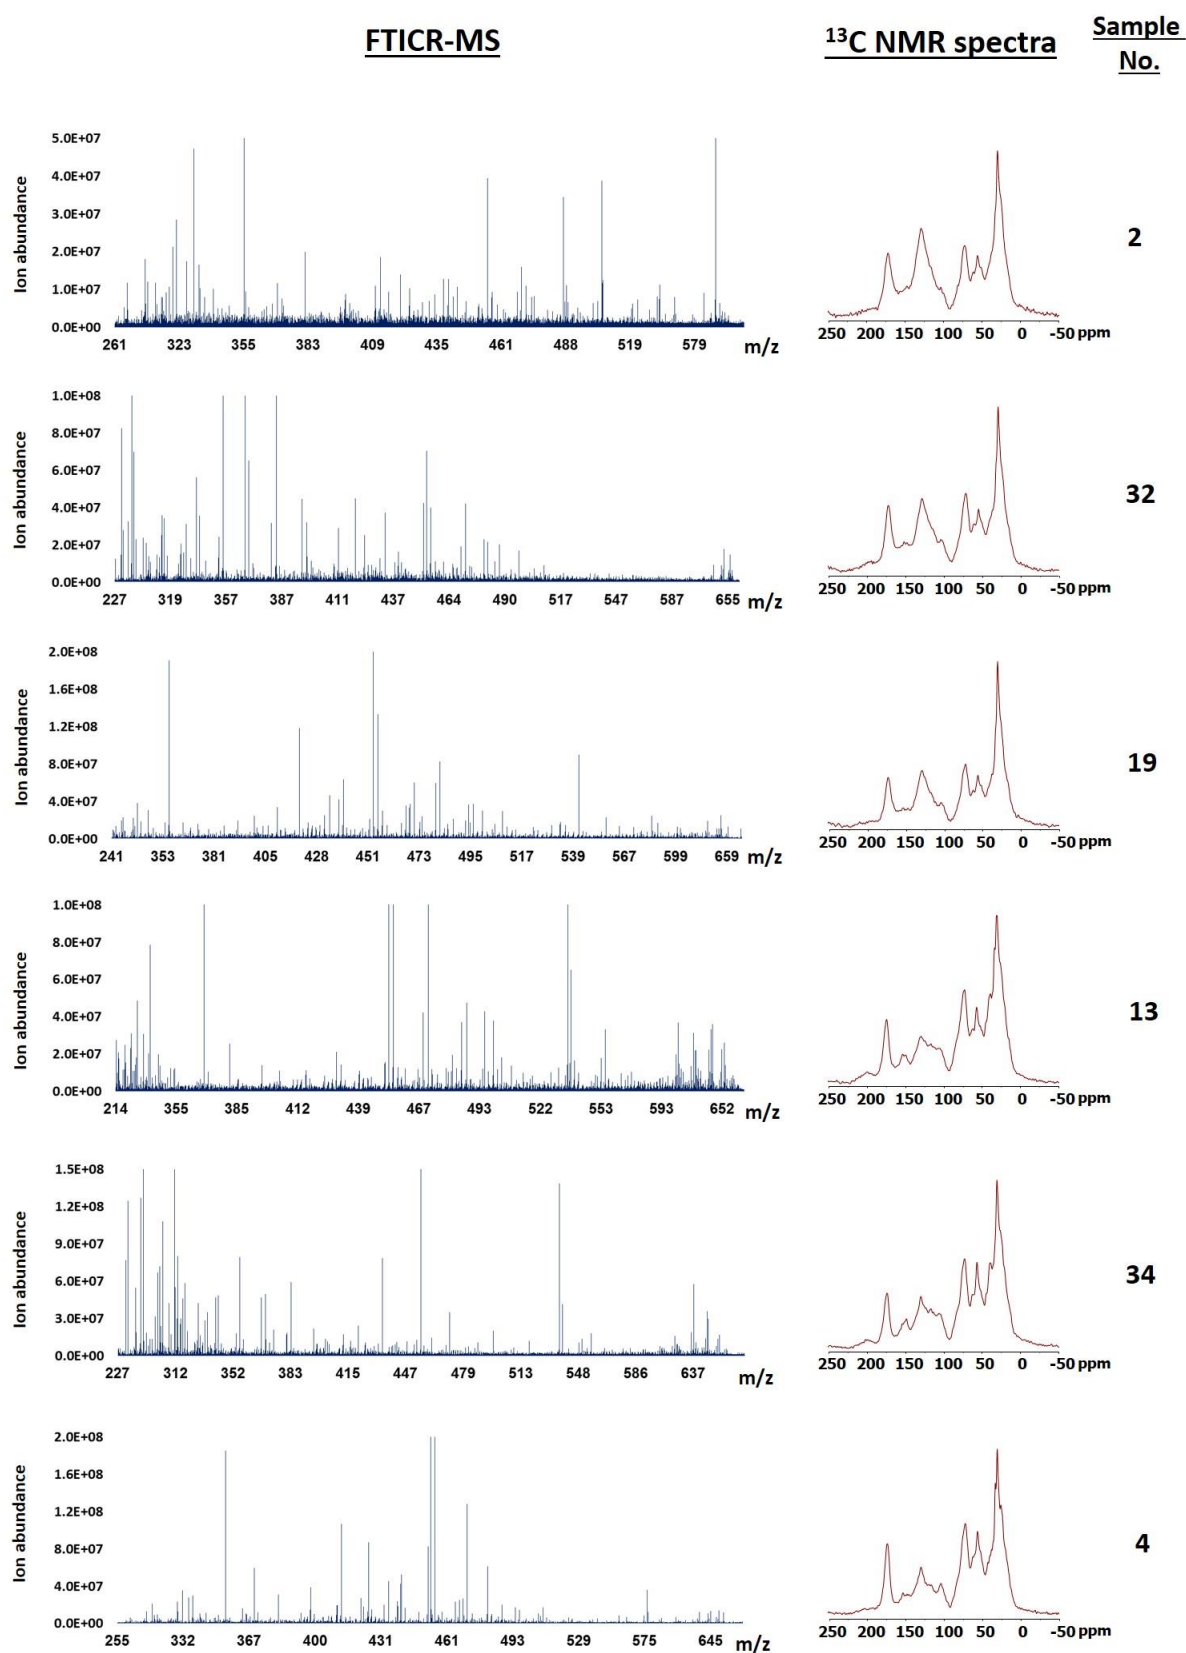 FTICR-MS
¹³C NMR spectra
Sample
No.
Ion abundance
5.0E+07
4.0E+07
3.0E+07
2.0E+07
1.0E+07
0.0E+00
261 323 355 383 409 435 461 488 519 579 m/z
250 200 150 100 50 0 -50 ppm
2
Ion abundance
1.0E+08
8.0E+07
6.0E+07
4.0E+07
2.0E+07
0.0E+00
227 319 357 387 411 437 464 490 517 547 587 655 m/z
250 200 150 100 50 0 -50 ppm
32
Ion abundance
2.0E+08
1.6E+08
1.2E+08
8.0E+07
4.0E+07
0.0E+00
241 353 381 405 428 451 473 495 517 539 567 599 659 m/z
250 200 150 100 50 0 -50 ppm
19
Ion abundance
1.0E+08
8.0E+07
6.0E+07
4.0E+07
2.0E+07
0.0E+00
214 355 385 412 439 467 493 522 553 593 652 m/z
250 200 150 100 50 0 -50 ppm
13
Ion abundance
1.5E+08
1.2E+08
9.0E+07
6.0E+07
3.0E+07
0.0E+00
227 312 352 383 415 447 479 513 548 586 637 m/z
250 200 150 100 50 0 -50 ppm
34
Ion abundance
2.0E+08
1.6E+08
1.2E+08
8.0E+07
4.0E+07
0.0E+00
255 332 367 400 431 461 493 529 575 645 m/z
250 200 150 100 50 0 -50 ppm
4